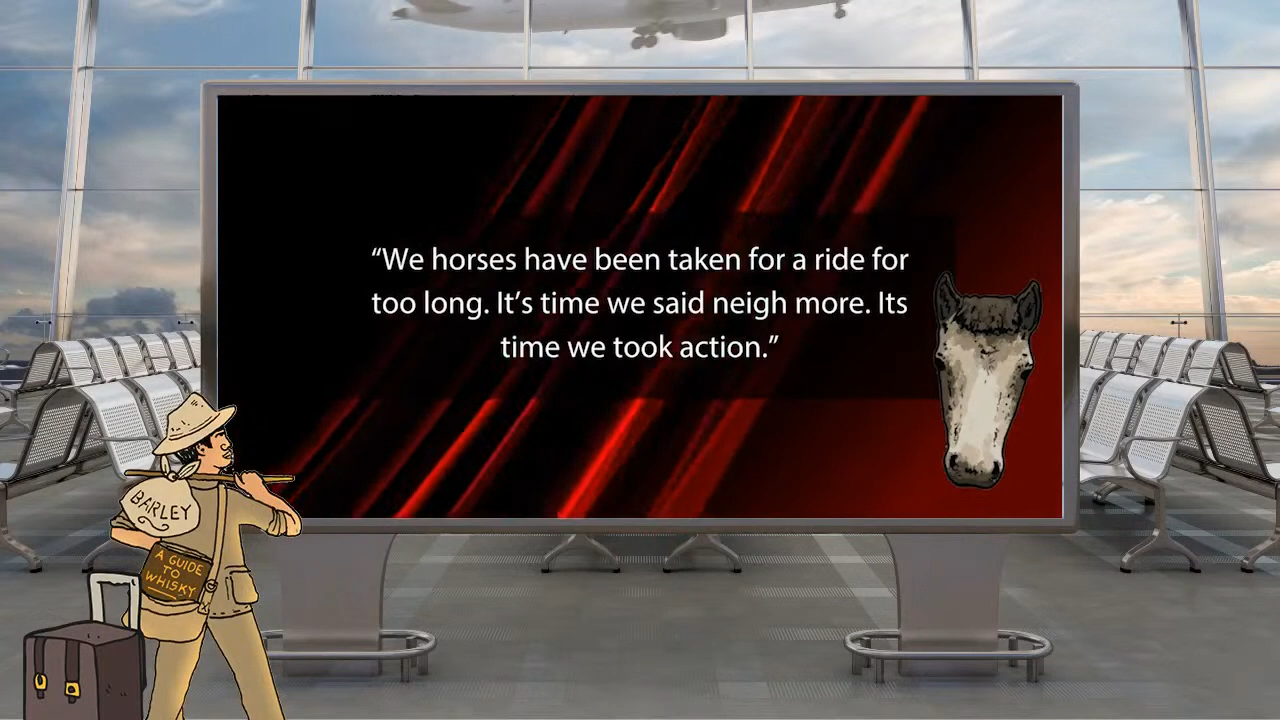 “We horses have been taken for a ride for
too long. It’s time we said neigh more. Its
time we took action.”
BARLEY
A GUIDE
TO
WHISKY